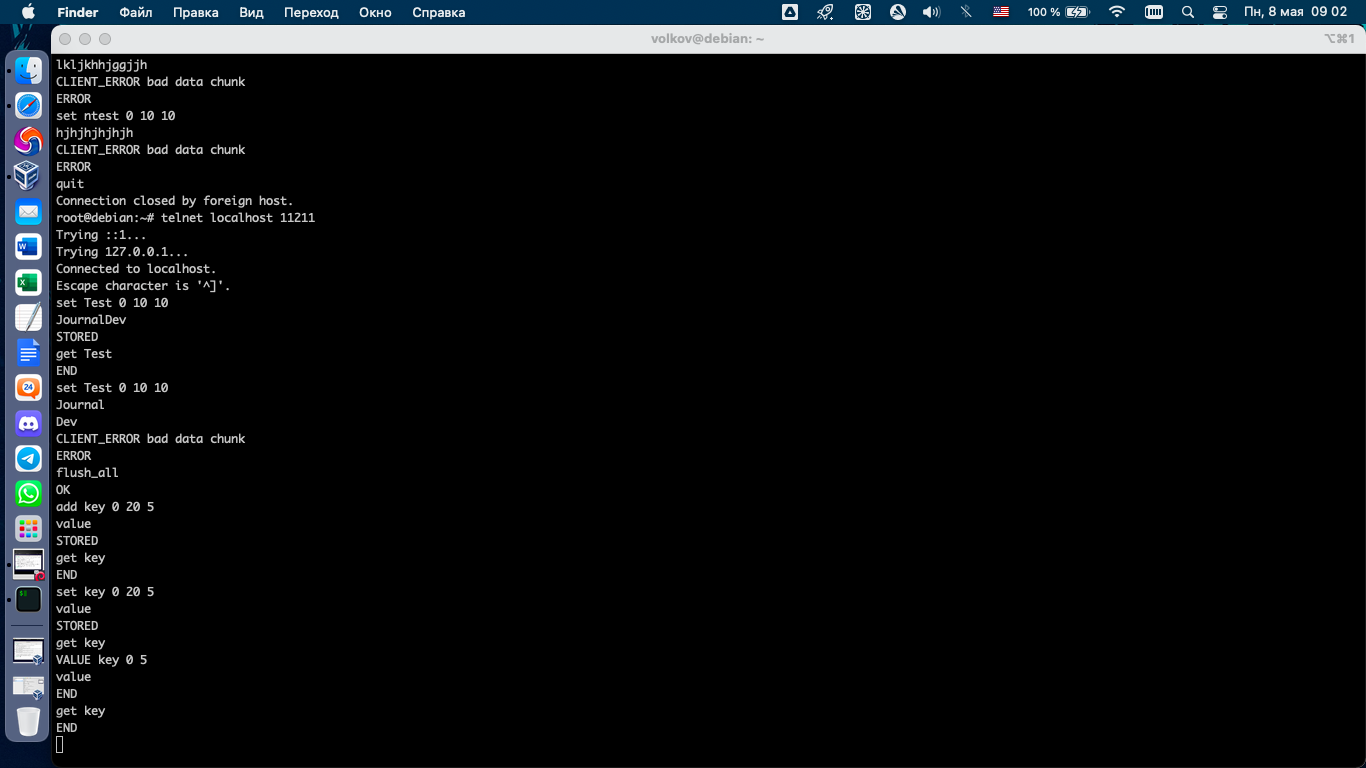 Finder Файл Правка Вид Переход Окно Справка 100 % Пн, 8 мая 09 02
volkov@debian: ~ ⌥⌘1
lkljkhhjggjjh
CLIENT_ERROR bad data chunk
ERROR
set ntest 0 10 10
hjhjhjhjhjh
CLIENT_ERROR bad data chunk
ERROR
quit
Connection closed by foreign host.
root@debian:~# telnet localhost 11211
Trying ::1...
Trying 127.0.0.1...
Connected to localhost.
Escape character is '^]'.
set Test 0 10 10
JournalDev
STORED
get Test
END
set Test 0 10 10
Journal
Dev
CLIENT_ERROR bad data chunk
ERROR
flush_all
OK
add key 0 20 5
value
STORED
get key
END
set key 0 20 5
value
STORED
get key
VALUE key 0 5
value
END
get key
END
24